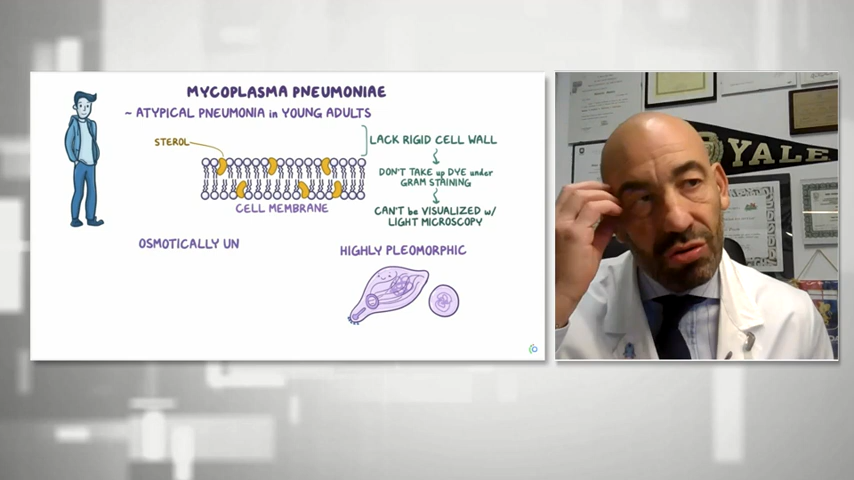 MYCOPLASMA PNEUMONIAE
~ ATYPICAL PNEUMONIA in YOUNG ADULTS
STEROL
LACK RIGID CELL WALL
DON'T TAKE up DYE under
GRAM STAINING
CAN'T be VISUALIZED w/
LIGHT MICROSCOPY
CELL MEMBRANE
OSMOTICALLY UN
HIGHLY PLEOMORPHIC
YALE